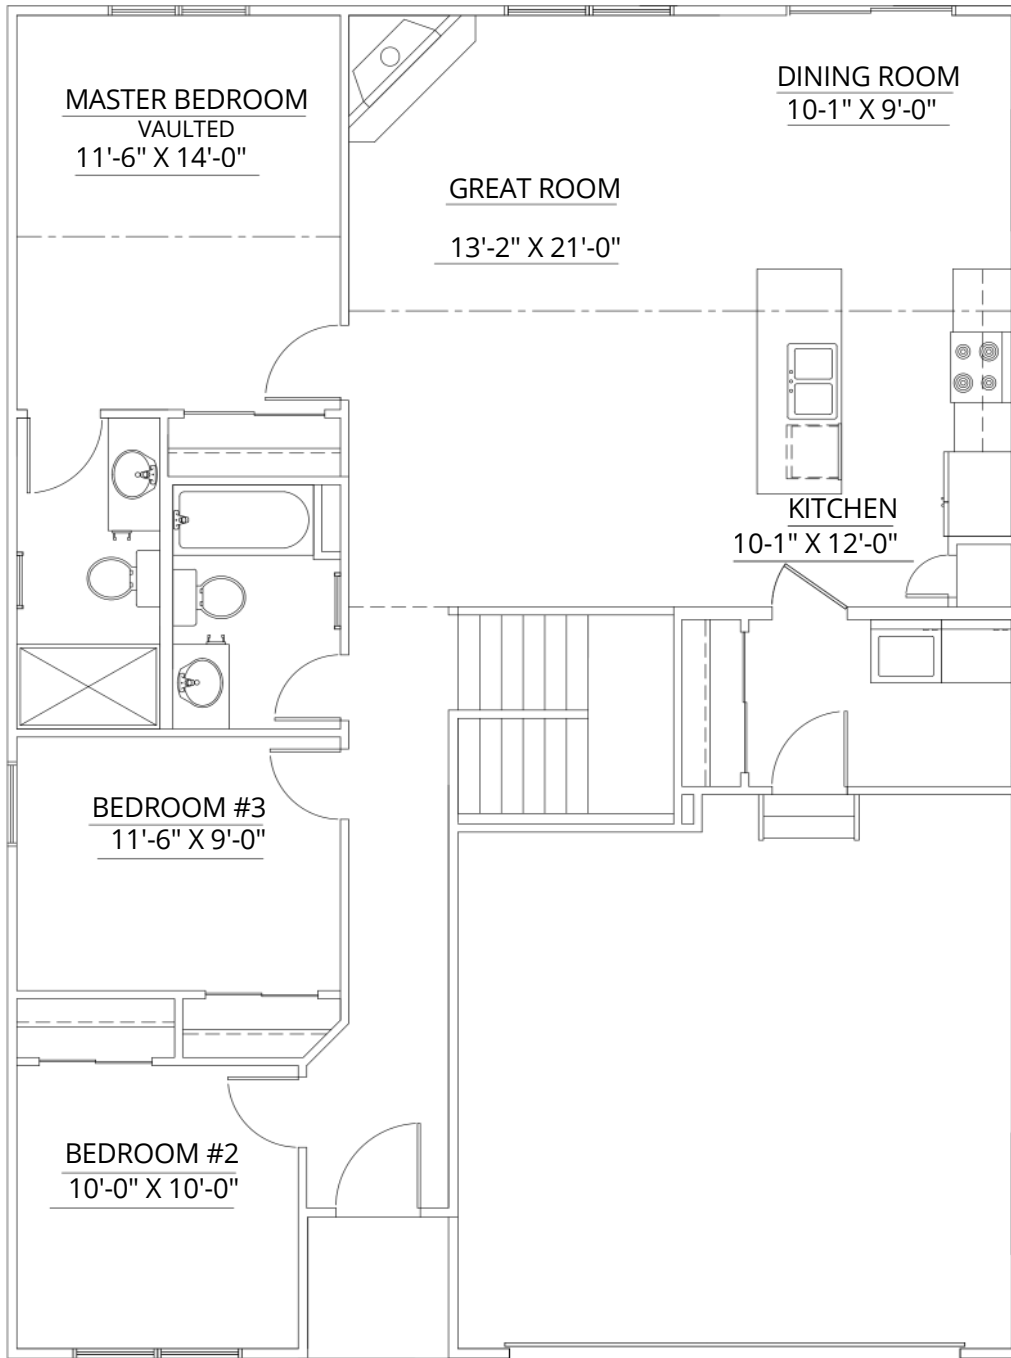 MASTER BEDROOM
VAULTED
11'-6" X 14'-0"
DINING ROOM
10-1" X 9'-0"
GREAT ROOM
13'-2" X 21'-0"
KITCHEN
10-1" X 12'-0"
BEDROOM #3
11'-6" X 9'-0"
BEDROOM #2
10'-0" X 10'-0"